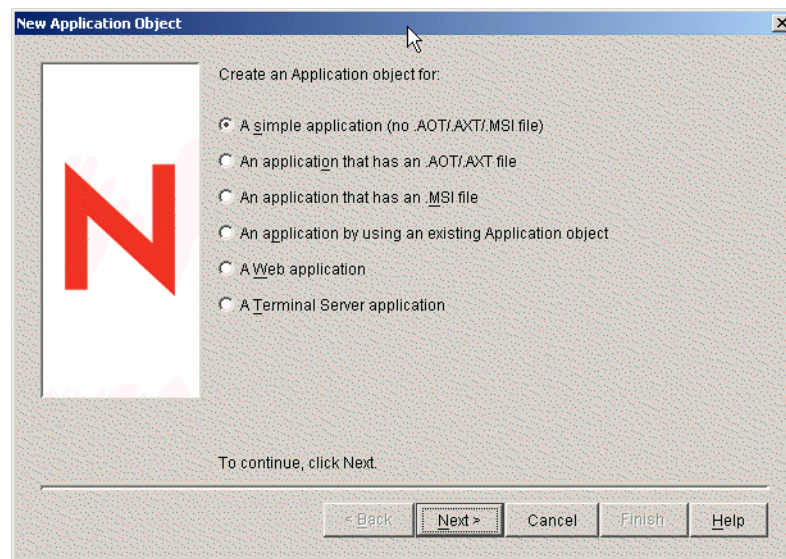 New Application Object
Create an Application object for:
A simple application (no .AOT/.AXT/.MSI file)
An application that has an .AOT/.AXT file
An application that has an .MSI file
An application by using an existing Application object
A Web application
A Terminal Server application
N
To continue, click Next.
< Back Next > Cancel Finish Help